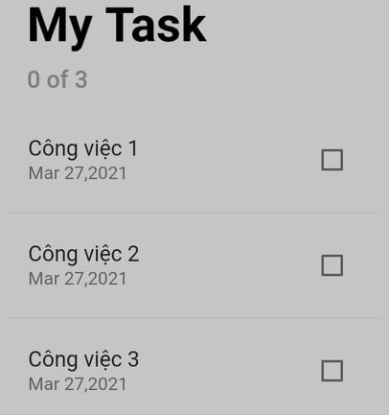 My Task
0 of 3
Công việc 1
Mar 27,2021
Công việc 2
Mar 27,2021
Công việc 3
Mar 27,2021